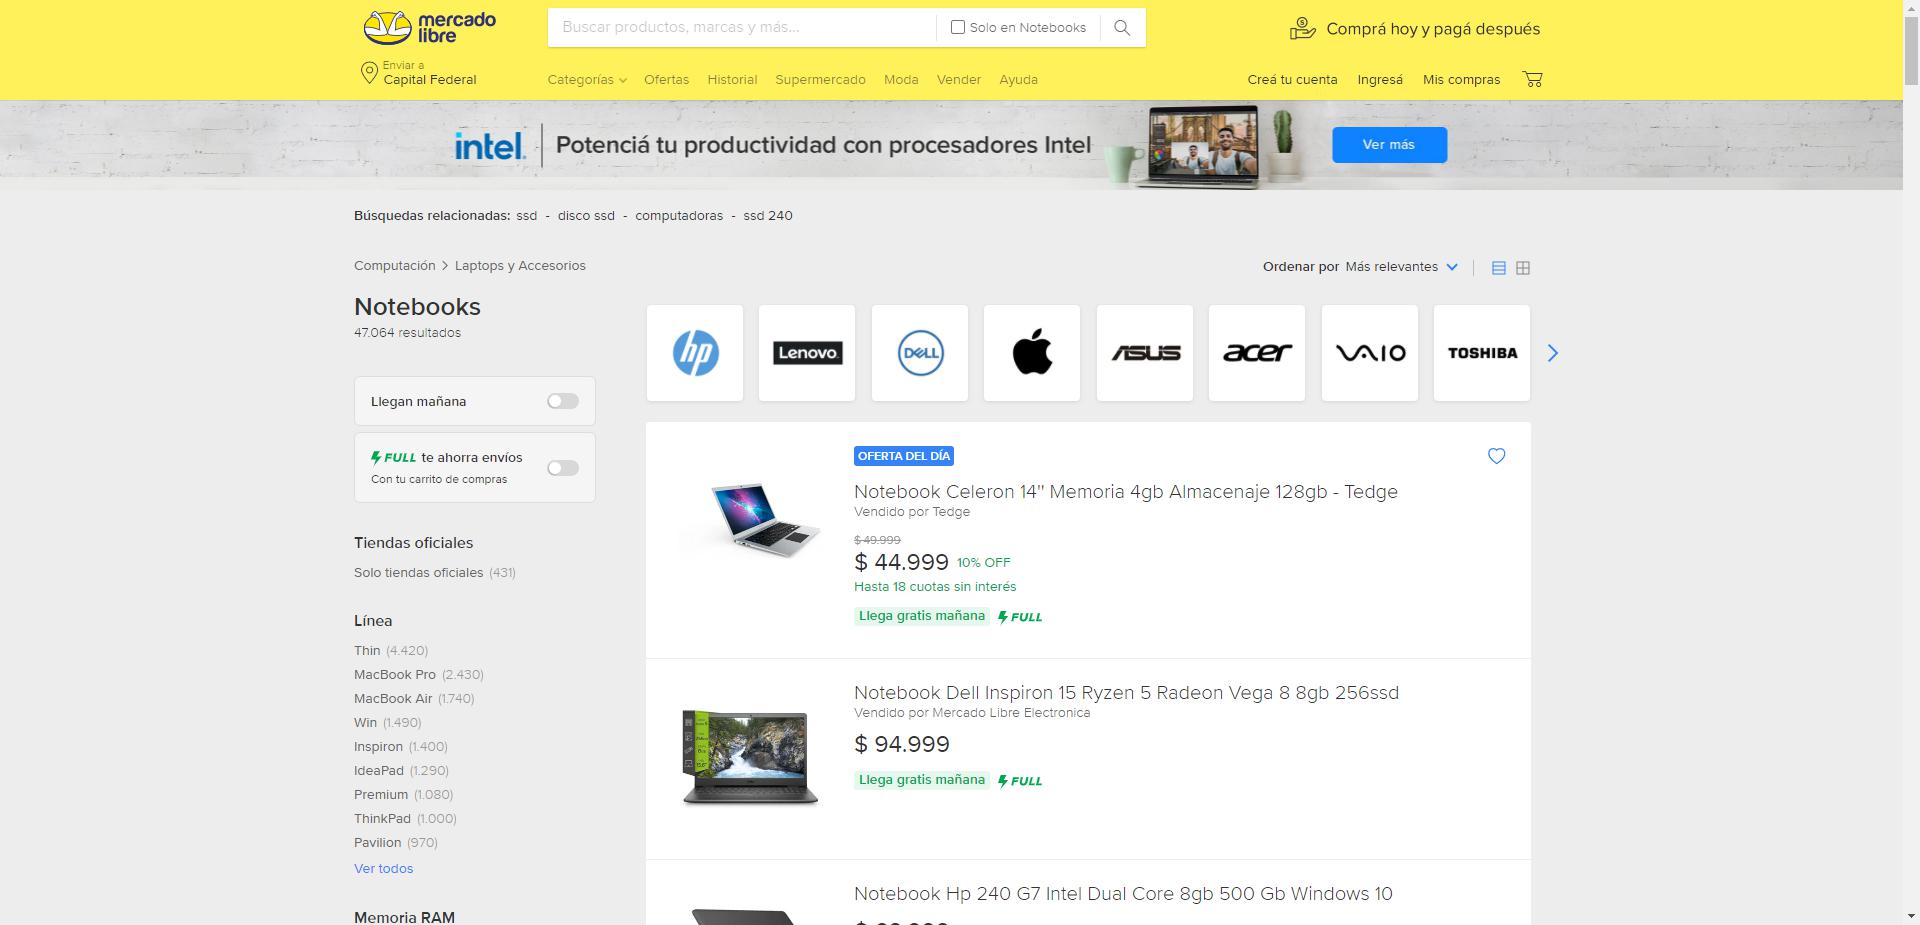 mercado libre
Buscar productos, marcas y más...
Solo en Notebooks
Comprá hoy y pagá después
Enviar a
Capital Federal
Categorías Ofertas Historial Supermercado Moda Vender Ayuda
Creá tu cuenta Ingresá Mis compras
intel. Potenciá tu productividad con procesadores Intel
Ver más
Búsquedas relacionadas: ssd - disco ssd - computadoras - ssd 240
Computación > Laptops y Accesorios
Ordenar por Más relevantes
Notebooks
47.064 resultados
hp Lenovo DELL ASUS acer VAIO TOSHIBA
Llegan mañana
FULL te ahorra envíos
Con tu carrito de compras
Tiendas oficiales
Solo tiendas oficiales (431)
Línea
Thin (4.420)
MacBook Pro (2.430)
MacBook Air (1.740)
Win (1.490)
Inspiron (1.400)
IdeaPad (1.290)
Premium (1.080)
ThinkPad (1.000)
Pavilion (970)
Ver todos
Memoria RAM
OFERTA DEL DÍA
Notebook Celeron 14'' Memoria 4gb Almacenaje 128gb - Tedge
Vendido por Tedge
$ 49.999
$ 44.999 10% OFF
Hasta 18 cuotas sin interés
Llega gratis mañana FULL
Notebook Dell Inspiron 15 Ryzen 5 Radeon Vega 8 8gb 256ssd
Vendido por Mercado Libre Electronica
$ 94.999
Llega gratis mañana FULL
Notebook Hp 240 G7 Intel Dual Core 8gb 500 Gb Windows 10